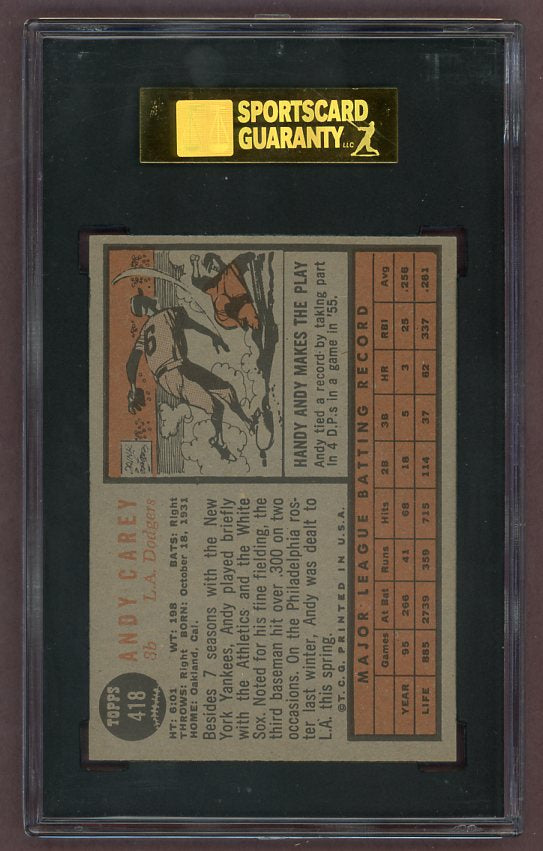 SPORTSCARD
GUARANTY LLC
TOPPS
418
ANDY CAREY
3b L.A. Dodgers
HT: 6:01 WT: 198 BATS: Right
THROWS: Right BORN: October 18, 1931
HOME: Oakland, Cal.
Besides 7 seasons with the New
York Yankees, Andy played briefly
with the Athletics and the White
Sox. Noted for his fine fielding, the
third baseman hit over .300 on two
occasions. On the Philadelphia ros-
ter last winter, Andy was dealt to
L.A. this spring.
©T.C.G. PRINTED IN U.S.A.
HANDY ANDY MAKES THE PLAY
Andy tied a record by taking part
in 4 D.P.s in a game in '55.
MAJOR LEAGUE BATTING RECORD
Games At Bat Runs Hits 2B 3B HR RBI Avg
YEAR 95 266 41 68 18 5 3 25 .256
LIFE 885 2739 359 715 114 37 62 337 .261